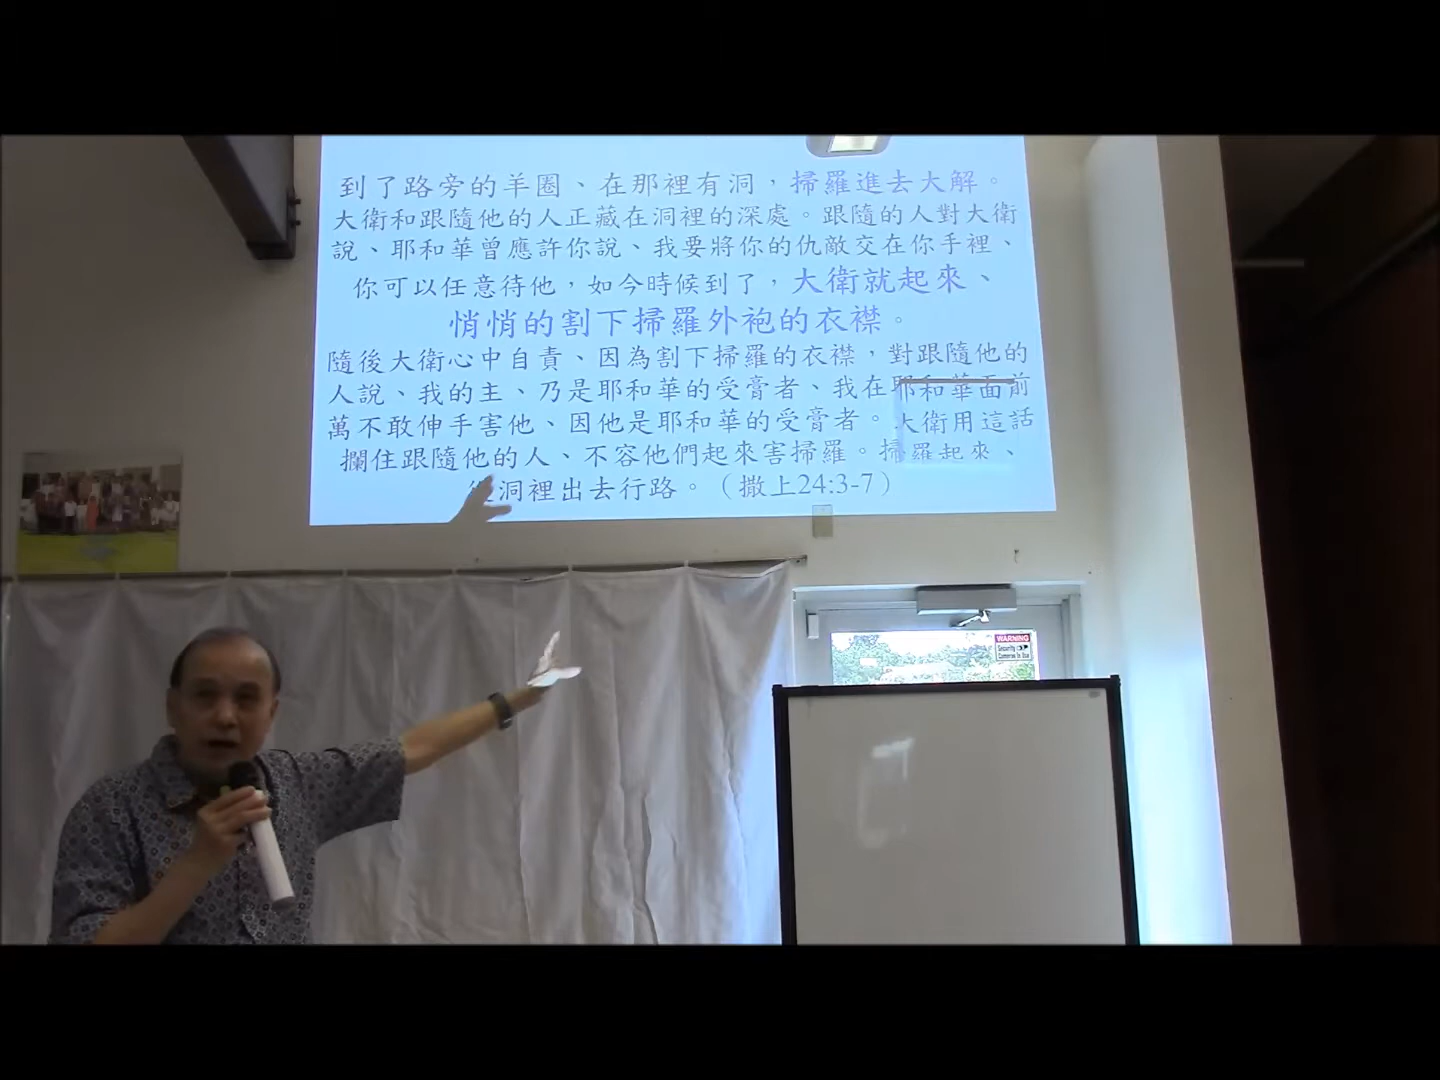 到了路旁的羊圈、在那裡有洞，掃羅進去大解。
大衛和跟隨他的人正藏在洞裡的深處。跟隨的人對大衛
說、耶和華曾應許你說、我要將你的仇敵交在你手裡、
你可以任意待他，如今時候到了，大衛就起來、
悄悄的割下掃羅外袍的衣襟。
隨後大衛心中自責、因為割下掃羅的衣襟，對跟隨他的
人說、我的主、乃是耶和華的受膏者、我在耶和華面前
萬不敢伸手害他、因他是耶和華的受膏者。大衛用這話
攔住跟隨他的人、不容他們起來害掃羅。掃羅起來、
從洞裡出去行路。（撒上24:3-7）
WARNING
Security
Cameras In Use